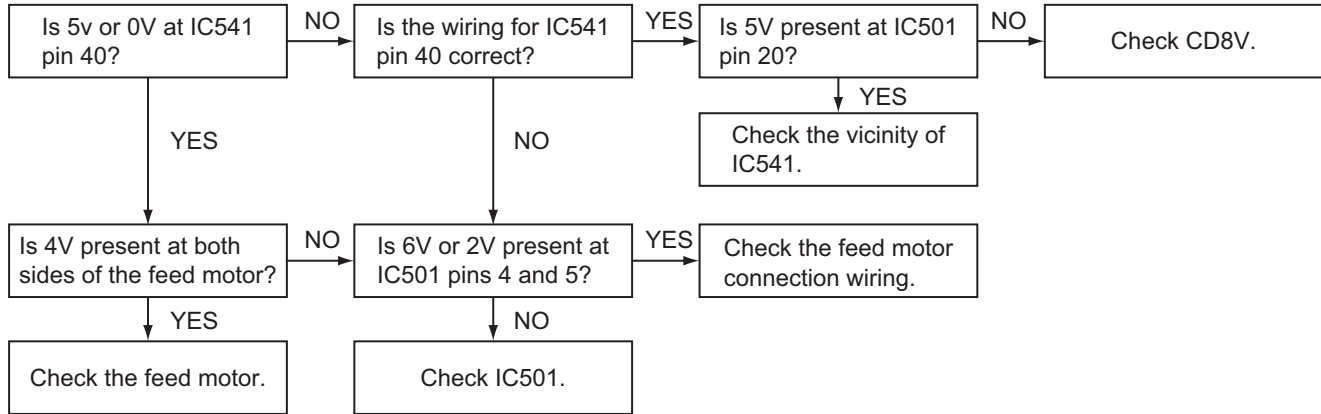 Is 5v or 0V at IC541
pin 40?
NO
Is the wiring for IC541
pin 40 correct?
YES
Is 5V present at IC501
pin 20?
NO
Check CD8V.
YES
NO
YES
Check the vicinity of
IC541.
Is 4V present at both
sides of the feed motor?
NO
Is 6V or 2V present at
IC501 pins 4 and 5?
YES
Check the feed motor
connection wiring.
YES
NO
Check the feed motor.
Check IC501.